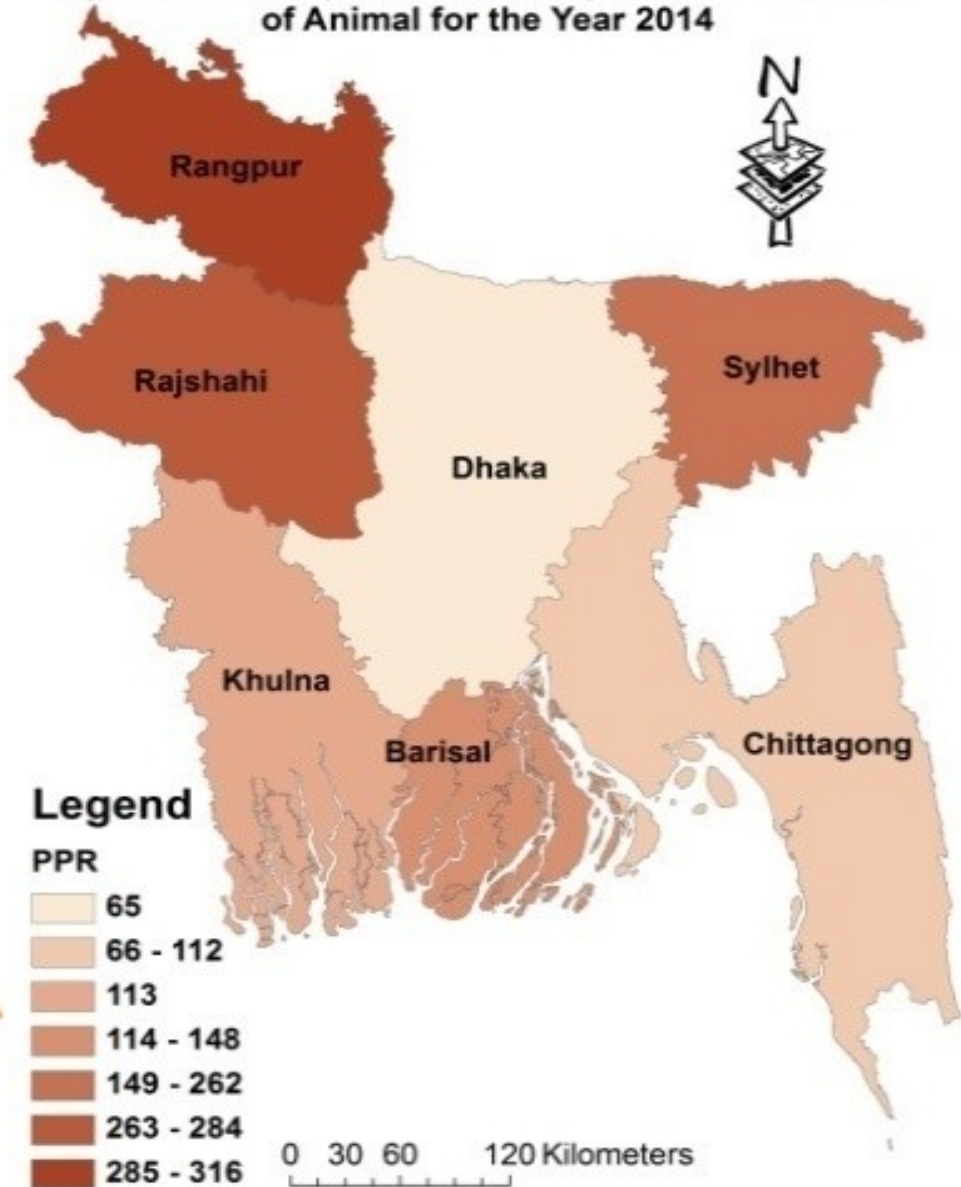 of Animal for the Year 2014
N
Rangpur
Rajshahi
Sylhet
Dhaka
Khulna
Barisal
Chittagong
Legend
PPR
65
66 - 112
113
114 - 148
149 - 262
263 - 284
285 - 316
0 30 60 120 Kilometers